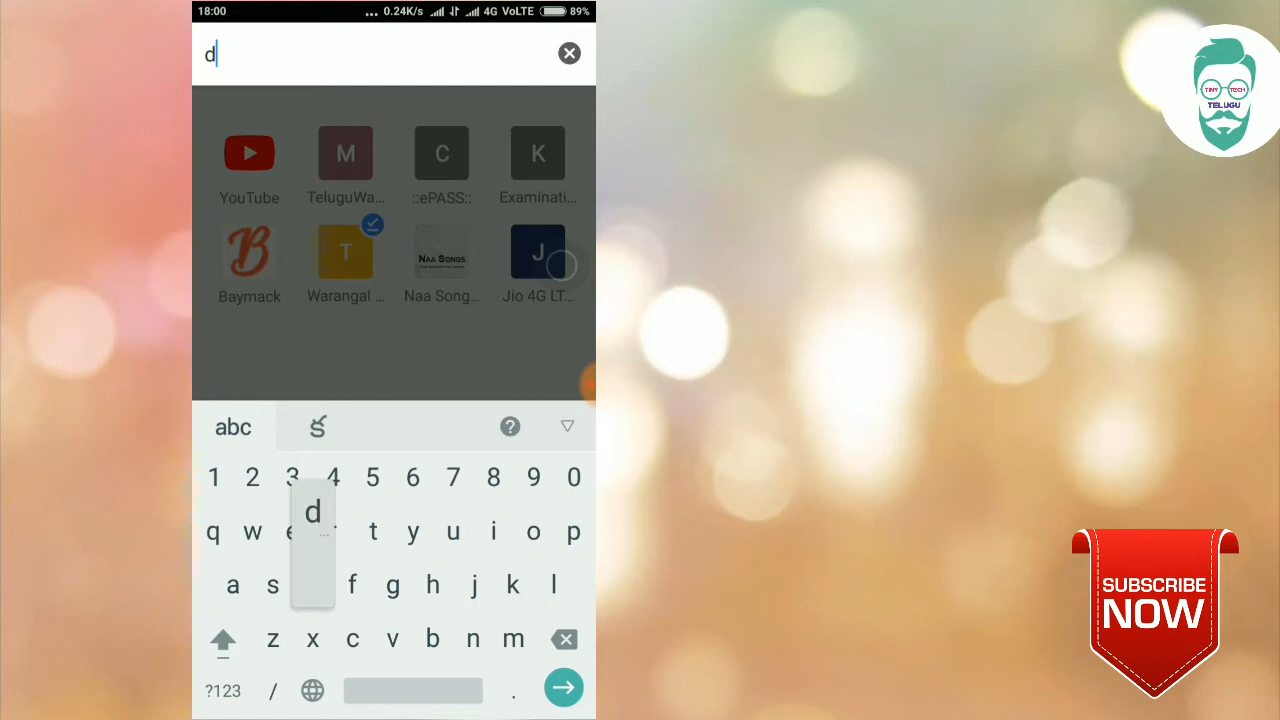 18:00 ... 0.24K/s 4G VoLTE 89%
d
YouTube
M
TeluguWa...
C
::ePASS::
K
Examinati...
B
Baymack
T
Warangal ...
NAA SONGS
Naa Song...
J
Jio 4G LT...
abc క ?
1 2 3 4 5 6 7 8 9 0
d
q w e r t y u i o p
a s f g h j k l
z x c v b n m
?123 / .
TINY TECH
TELUGU
SUBSCRIBE
NOW